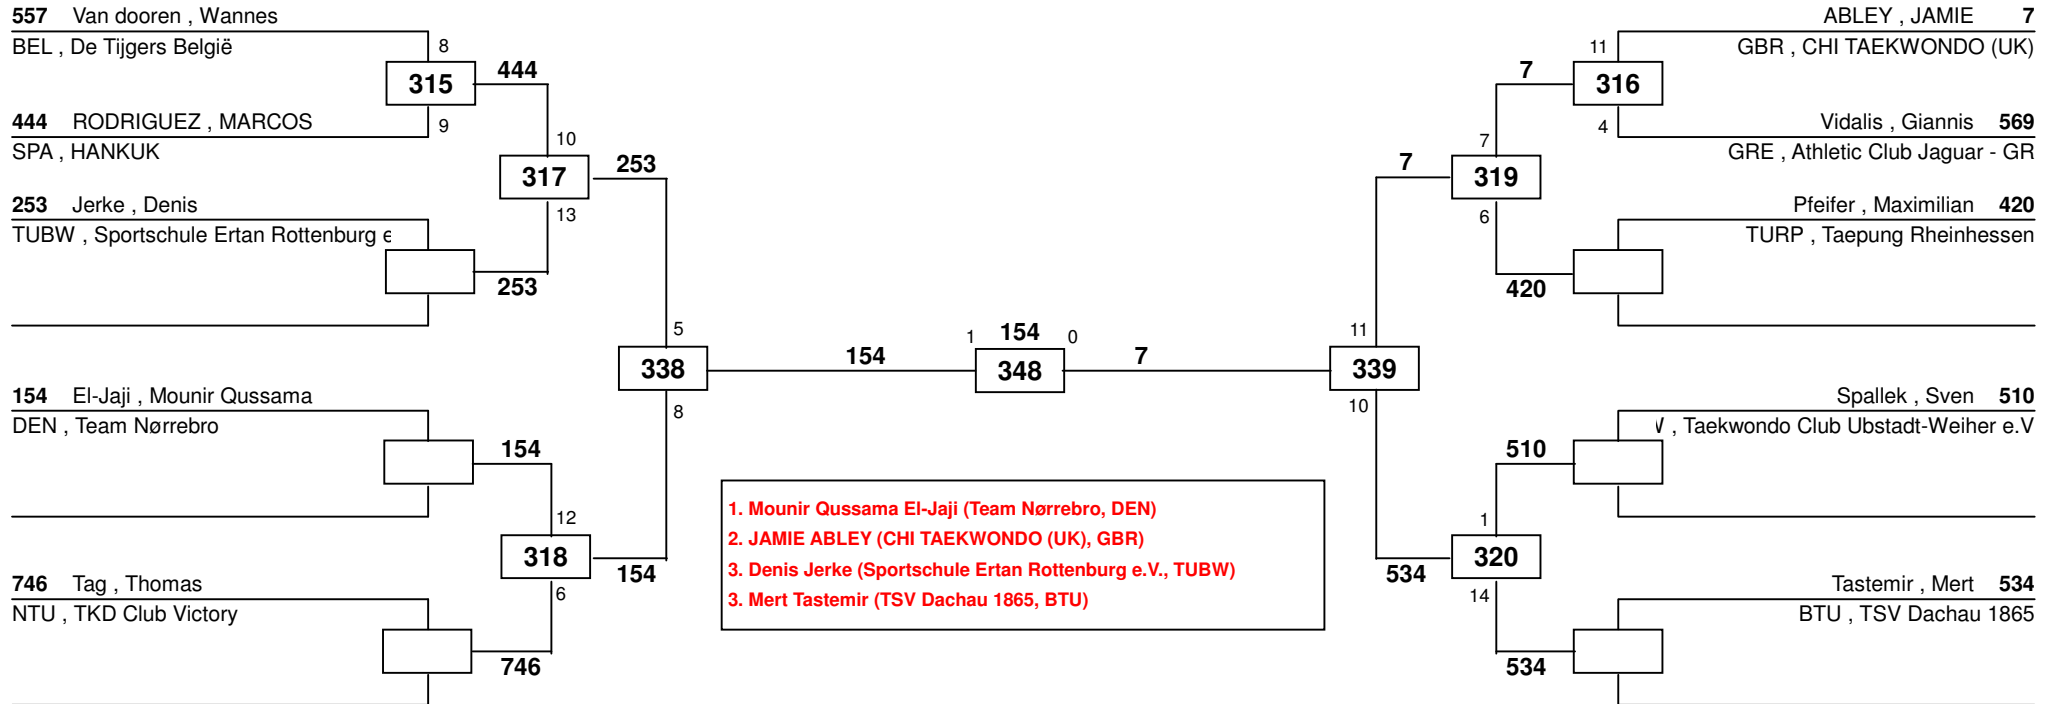 557 Van dooren , Wannes
BEL , De Tijgers België
8
315
444
444 RODRIGUEZ , MARCOS
9
SPA , HANKUK
10
317
253
13
253 Jerke , Denis
TUBW , Sportschule Ertan Rottenburg e
253
5
338
154
8
154 El-Jaji , Mounir Qussama
DEN , Team Nørrebro
154
12
318
154
6
746 Tag , Thomas
NTU , TKD Club Victory
746
1
154
0
348
7
ABLEY , JAMIE 7
GBR , CHI TAEKWONDO (UK)
11
7
316
4
Vidalis , Giannis 569
GRE , Athletic Club Jaguar - GR
7
7
319
6
Pfeifer , Maximilian 420
TURP , Taepung Rheinhessen
420
11
339
10
Spallek , Sven 510
, Taekwondo Club Ubstadt-Weiher e.V
510
1
320
534
14
Tastemir , Mert 534
BTU , TSV Dachau 1865
534
1. Mounir Qussama El-Jaji (Team Nørrebro, DEN)
2. JAMIE ABLEY (CHI TAEKWONDO (UK), GBR)
3. Denis Jerke (Sportschule Ertan Rottenburg e.V., TUBW)
3. Mert Tastemir (TSV Dachau 1865, BTU)